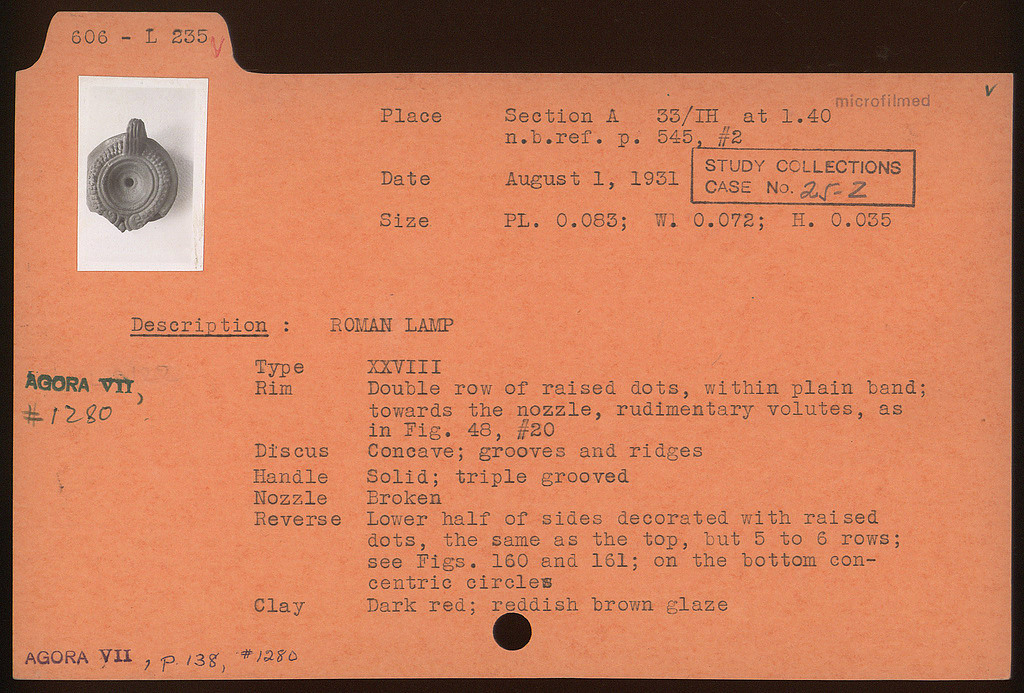 606 - L 235 V
microfilmed
v
Place Section A 33/IH at 1.40
n.b.ref. p. 545, #2
Date August 1, 1931
STUDY COLLECTIONS
CASE No. 25-Z
Size PL. 0.083; W. 0.072; H. 0.035
Description : ROMAN LAMP
Type XXVIII
AGORA VII,
#1280
Rim Double row of raised dots, within plain band;
towards the nozzle, rudimentary volutes, as
in Fig. 48, #20
Discus Concave; grooves and ridges
Handle Solid; triple grooved
Nozzle Broken
Reverse Lower half of sides decorated with raised
dots, the same as the top, but 5 to 6 rows;
see Figs. 160 and 161; on the bottom con-
centric circles
Clay Dark red; reddish brown glaze
AGORA VII, p. 138, #1280